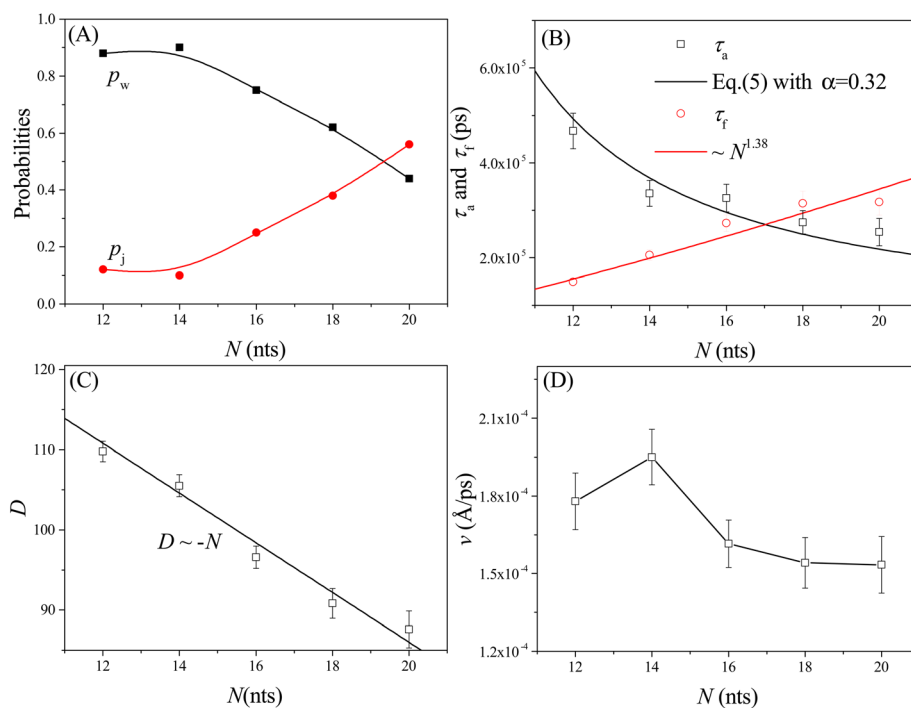 (A)
1.0
0.8
0.6
0.4
0.2
0.0
Probabilities
p_w
p_j
12 14 16 18 20
N (nts)
(B)
6.0x10^5
4.0x10^5
2.0x10^5
τ_a and τ_f (ps)
τ_a
Eq.(5) with α=0.32
τ_f
~ N^1.38
12 14 16 18 20
N (nts)
(C)
120
110
100
90
D
D ~ -N
12 14 16 18 20
N(nts)
(D)
2.1x10^-4
1.8x10^-4
1.5x10^-4
1.2x10^-4
v (Å/ps)
12 14 16 18 20
N (nts)